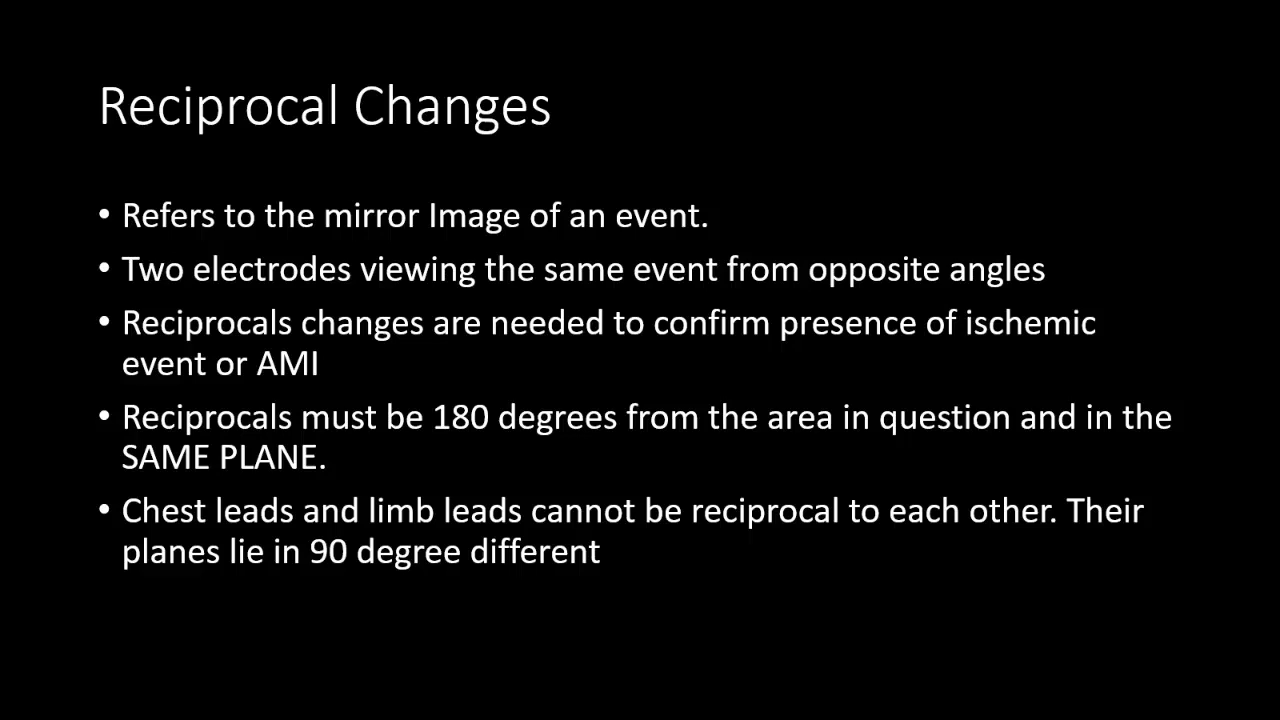 Reciprocal Changes
• Refers to the mirror Image of an event.
• Two electrodes viewing the same event from opposite angles
• Reciprocals changes are needed to confirm presence of ischemic
event or AMI
• Reciprocals must be 180 degrees from the area in question and in the
SAME PLANE.
• Chest leads and limb leads cannot be reciprocal to each other. Their
planes lie in 90 degree different